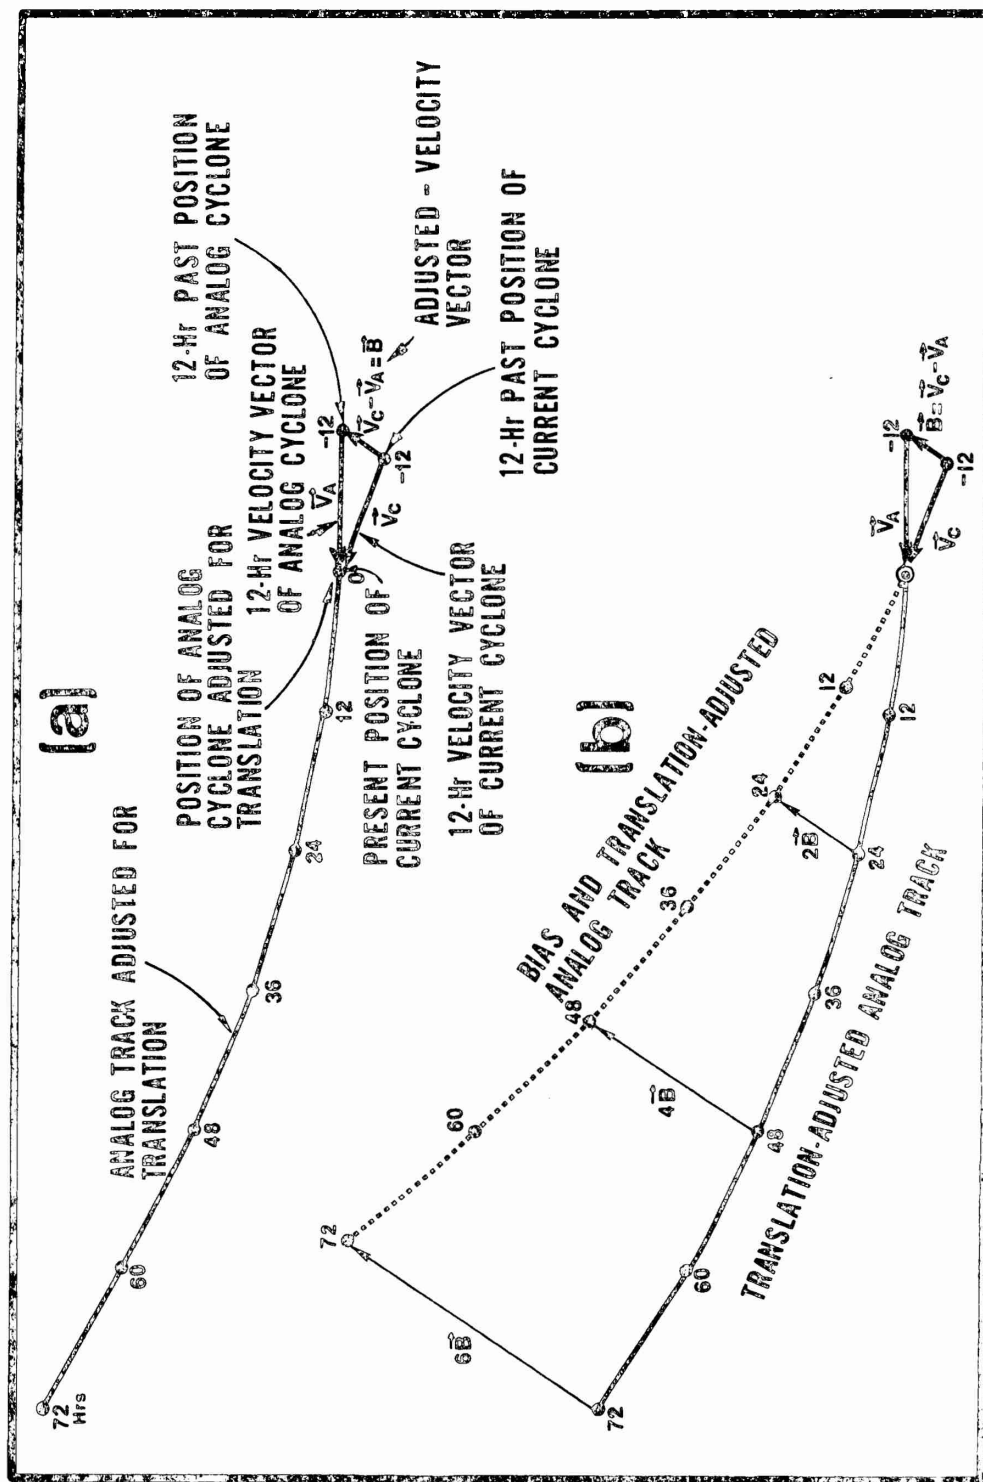 (a)
ANALOG TRACK ADJUSTED FOR
TRANSLATION
POSITION OF ANALOG
CYCLONE ADJUSTED FOR
TRANSLATION
12-Hr VELOCITY VECTOR
OF ANALOG CYCLONE
12-Hr PAST POSITION
OF ANALOG CYCLONE
72
Hrs
60
48
36
24
12
0
-12
-12
V⃗A
V⃗C
V⃗C-V⃗A=B⃗
ADJUSTED - VELOCITY
VECTOR
PRESENT POSITION OF
CURRENT CYCLONE
12-Hr VELOCITY VECTOR
OF CURRENT CYCLONE
12-Hr PAST POSITION OF
CURRENT CYCLONE
(b)
BIAS AND TRANSLATION-ADJUSTED
ANALOG TRACK
72
60
48
36
24
12
6B⃗
4B⃗
2B⃗
72
60
48
36
24
12
-12
-12
V⃗A
V⃗C
B⃗=V⃗C-V⃗A
TRANSLATION-ADJUSTED ANALOG TRACK